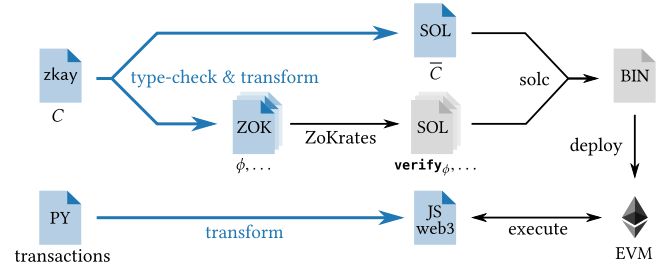 SOL
C̅
zkay
C
type-check & transform
solc
BIN
ZOK
ϕ, . . .
ZoKrates
SOL
verifyϕ, . . .
deploy
PY
transactions
transform
JS
web3
execute
EVM